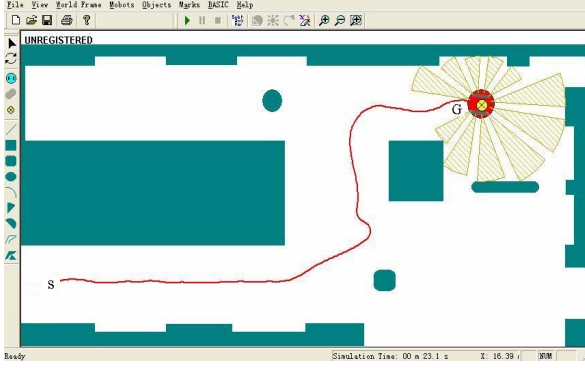 File View World Frame Mobots Objects Marks BASIC Help
UNREGISTERED
G
S
Ready Simulation Time: 00 m 23.1 s X: 16.39 NUM